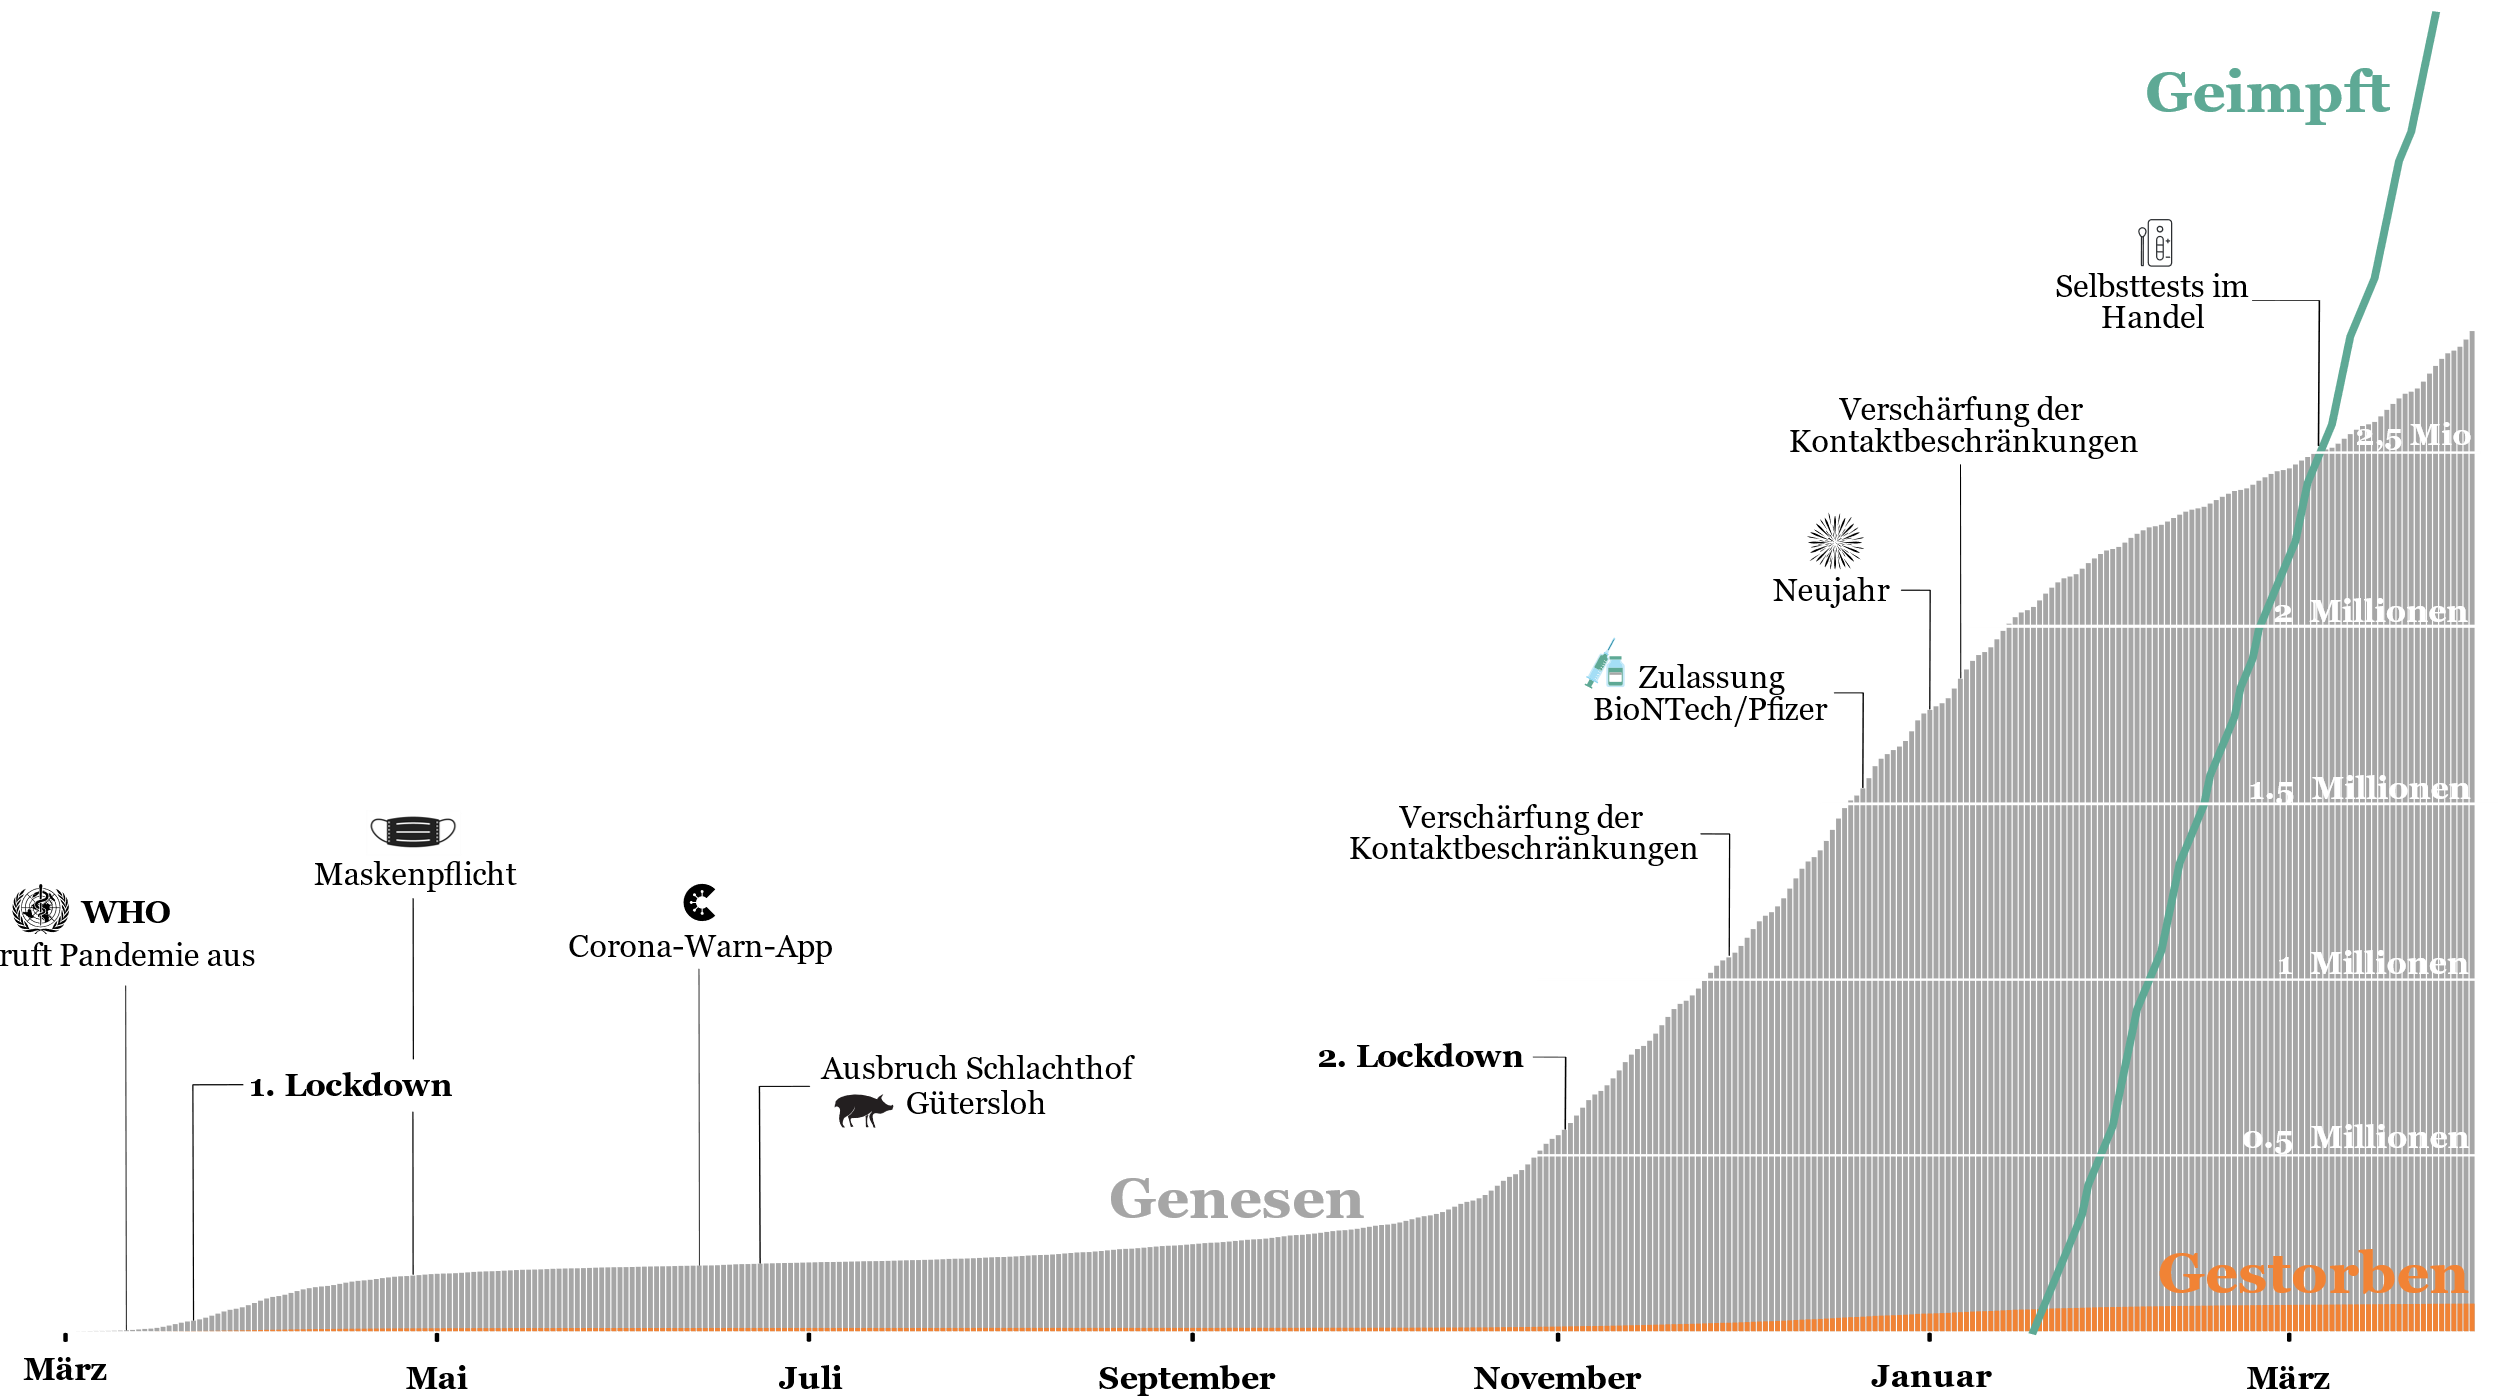 Geimpft
Selbsttests im
Handel
Verschärfung der
Kontaktbeschränkungen
2,5 Mio
Neujahr
2 Millionen
Zulassung
BioNTech/Pfizer
1.5 Millionen
Verschärfung der
Kontaktbeschränkungen
Maskenpflicht
WHO
ruft Pandemie aus
Corona-Warn-App
1 Millionen
1. Lockdown
Ausbruch Schlachthof
Gütersloh
2. Lockdown
0.5 Millionen
Genesen
Gestorben
März
Mai
Juli
September
November
Januar
März